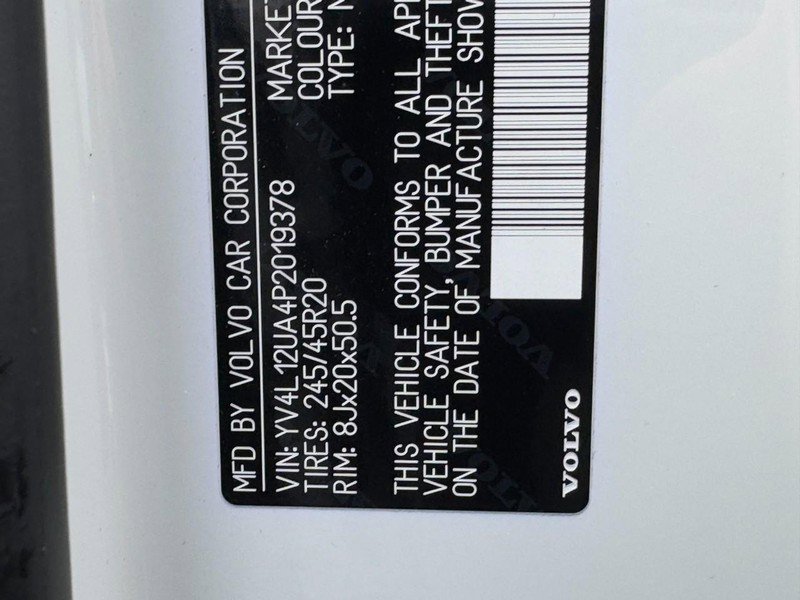 MFD BY VOLVO CAR CORPORATION
VIN: YV4L12UA4P2019378
MARKET
TIRES: 245/45R20
COLOUR
RIM: 8Jx20x50.5
TYPE:
THIS VEHICLE CONFORMS TO ALL
VEHICLE SAFETY, BUMPER AND THEFT
ON THE DATE OF MANUFACTURE SHOW
VOLVO